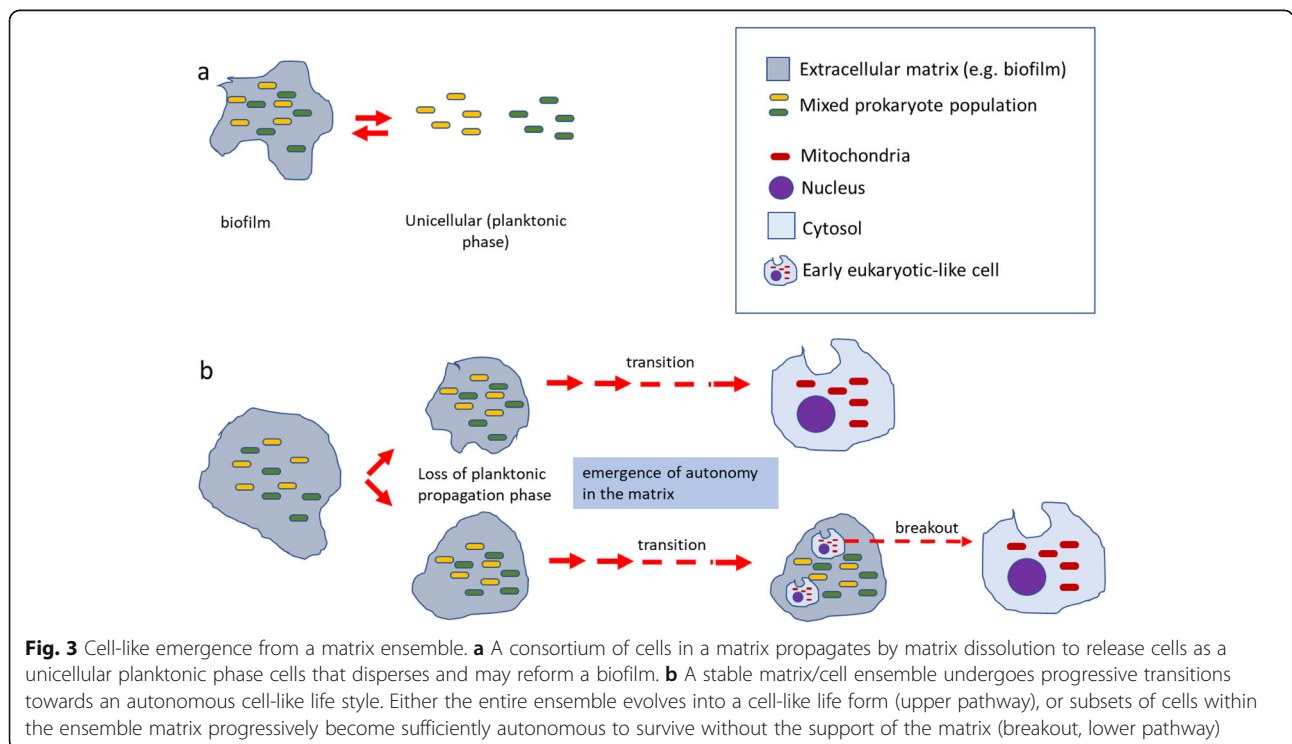 a
biofilm
Unicellular (planktonic
phase)
Extracellular matrix (e.g. biofilm)
Mixed prokaryote population
Mitochondria
Nucleus
Cytosol
Early eukaryotic-like cell
b
transition
Loss of planktonic
propagation phase
emergence of autonomy
in the matrix
transition
breakout
Fig. 3 Cell-like emergence from a matrix ensemble. a A consortium of cells in a matrix propagates by matrix dissolution to release cells as a
unicellular planktonic phase cells that disperses and may reform a biofilm. b A stable matrix/cell ensemble undergoes progressive transitions
towards an autonomous cell-like life style. Either the entire ensemble evolves into a cell-like life form (upper pathway), or subsets of cells within
the ensemble matrix progressively become sufficiently autonomous to survive without the support of the matrix (breakout, lower pathway)